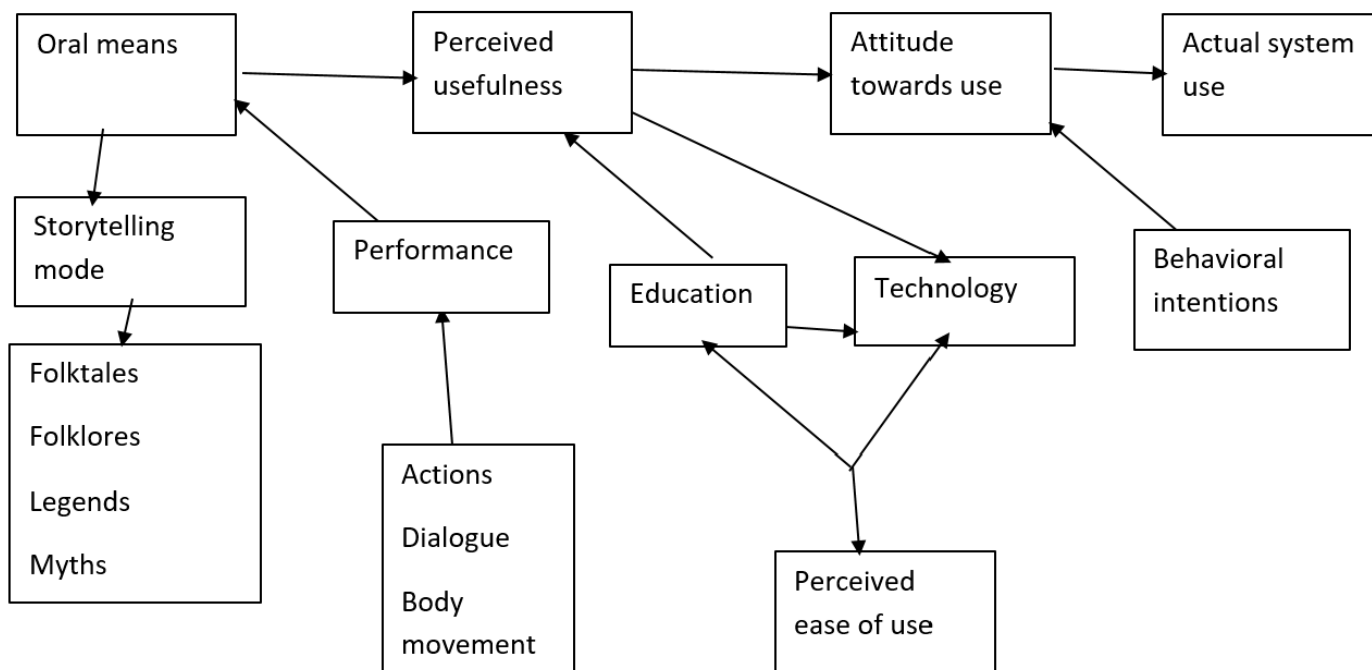 Oral means
Perceived
usefulness
Attitude
towards use
Actual system
use
Storytelling
mode
Performance
Education
Technology
Behavioral
intentions
Folktales
Folklores
Legends
Myths
Actions
Dialogue
Body
movement
Perceived
ease of use